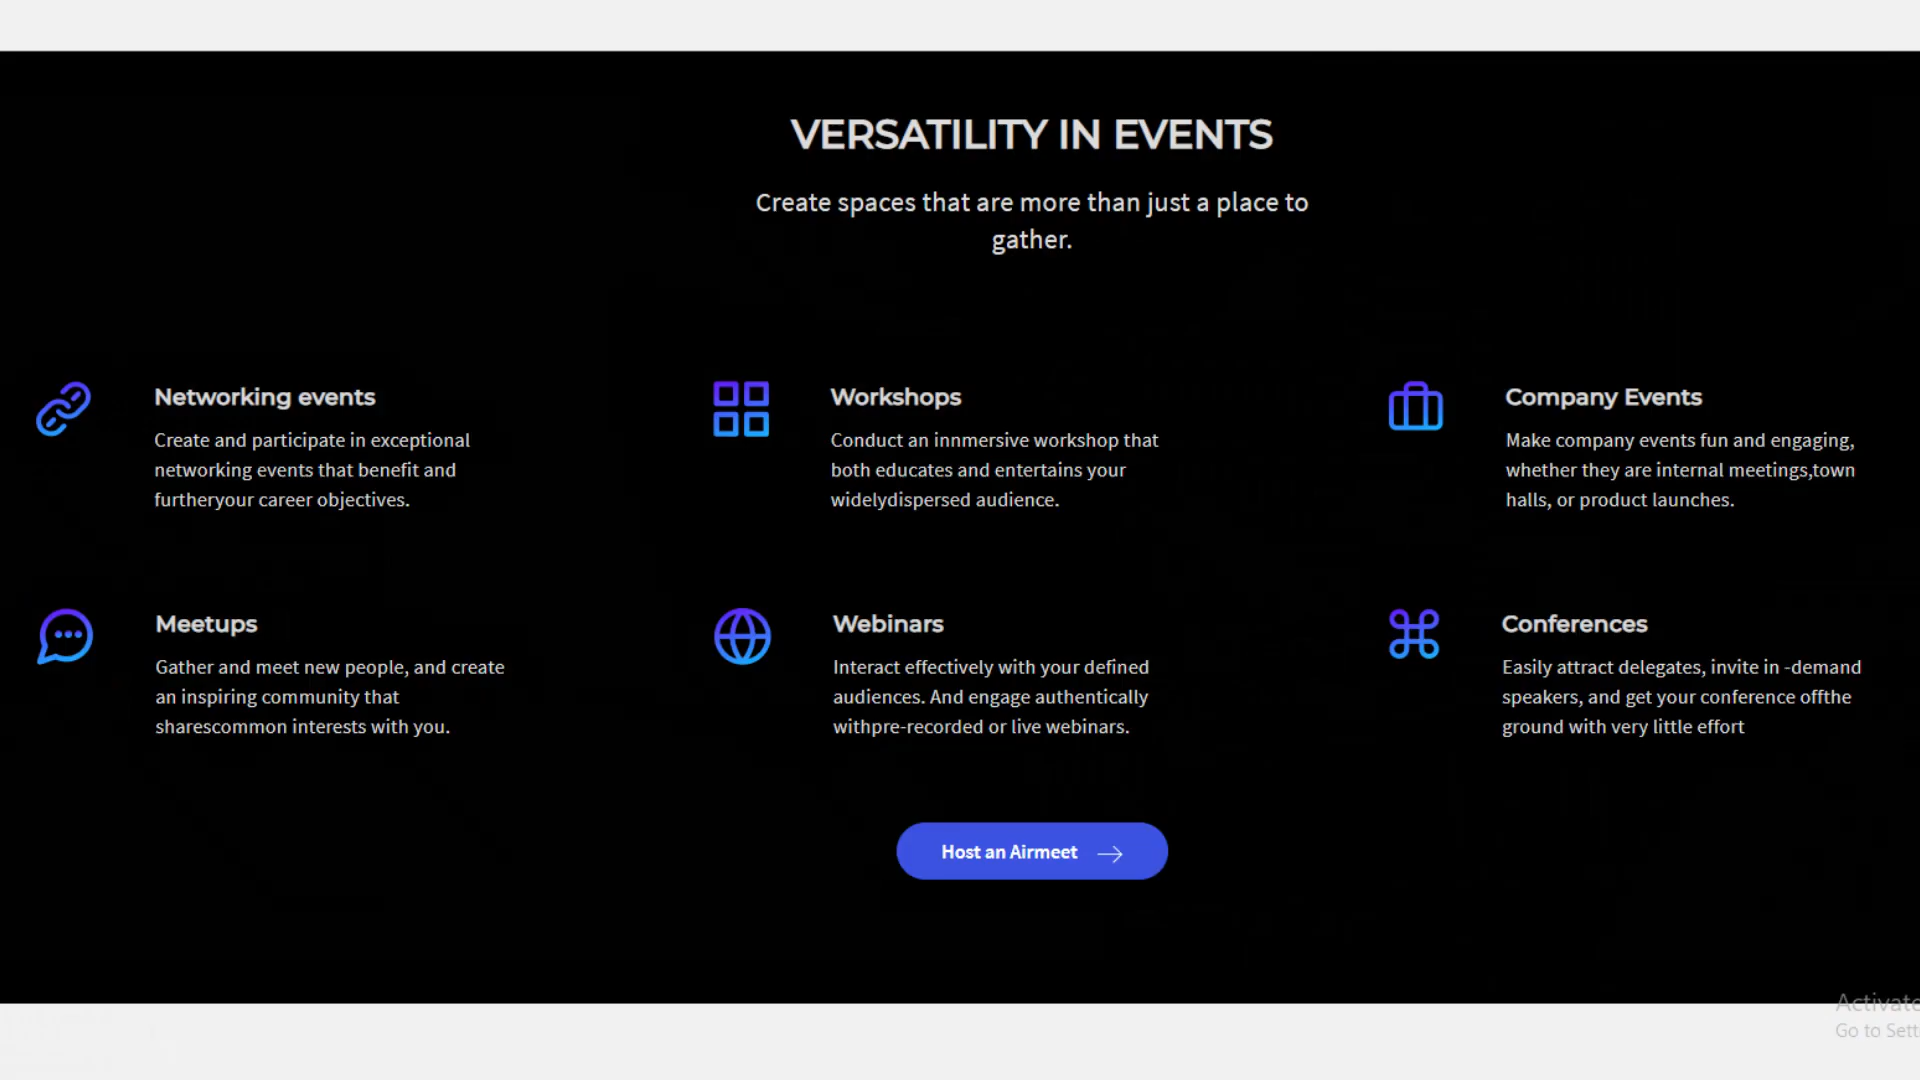 VERSATILITY IN EVENTS
Create spaces that are more than just a place to
gather.
Networking events
Create and participate in exceptional
networking events that benefit and
furtheryour career objectives.
Workshops
Conduct an innmersive workshop that
both educates and entertains your
widelydispersed audience.
Company Events
Make company events fun and engaging,
whether they are internal meetings,town
halls, or product launches.
Meetups
Gather and meet new people, and create
an inspiring community that
sharescommon interests with you.
Webinars
Interact effectively with your defined
audiences. And engage authentically
withpre-recorded or live webinars.
Conferences
Easily attract delegates, invite in -demand
speakers, and get your conference offthe
ground with very little effort
Host an Airmeet
Activate
Go to Sett